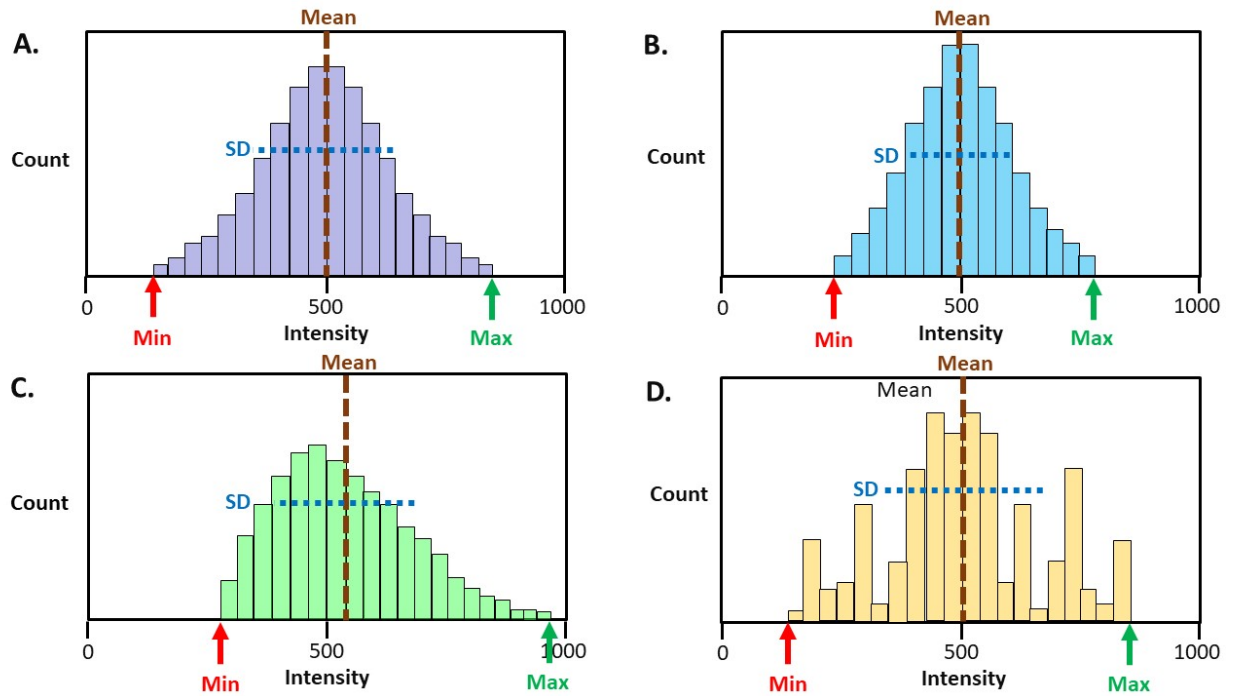 Mean
A.
SD
Count
0
500
1000
Intensity
Min
Max
Mean
B.
SD
Count
0
500
1000
Intensity
Min
Max
Mean
C.
SD
Count
0
500
1000
Intensity
Min
Max
Mean
D.
Mean
SD
Count
0
500
1000
Intensity
Min
Max